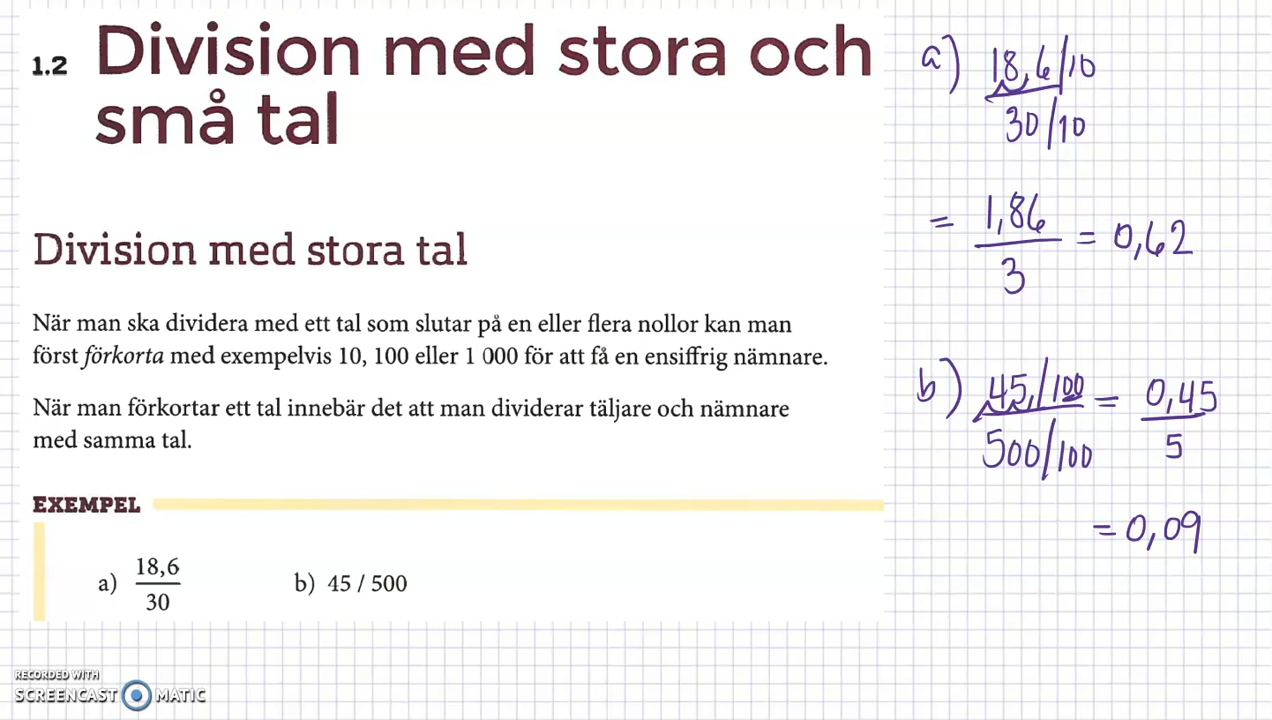 1.2 Division med stora och
små tal
Division med stora tal
När man ska dividera med ett tal som slutar på en eller flera nollor kan man
först förkorta med exempelvis 10, 100 eller 1 000 för att få en ensiffrig nämnare.
När man förkortar ett tal innebär det att man dividerar täljare och nämnare
med samma tal.
EXEMPEL
a) 18,6
30
b) 45 / 500
a) 18,6/10
30/10
= 1,86
3
= 0,62
b) 45,/100
500/100
= 0,45
5
= 0,09
RECORDED WITH
SCREENCAST MATIC